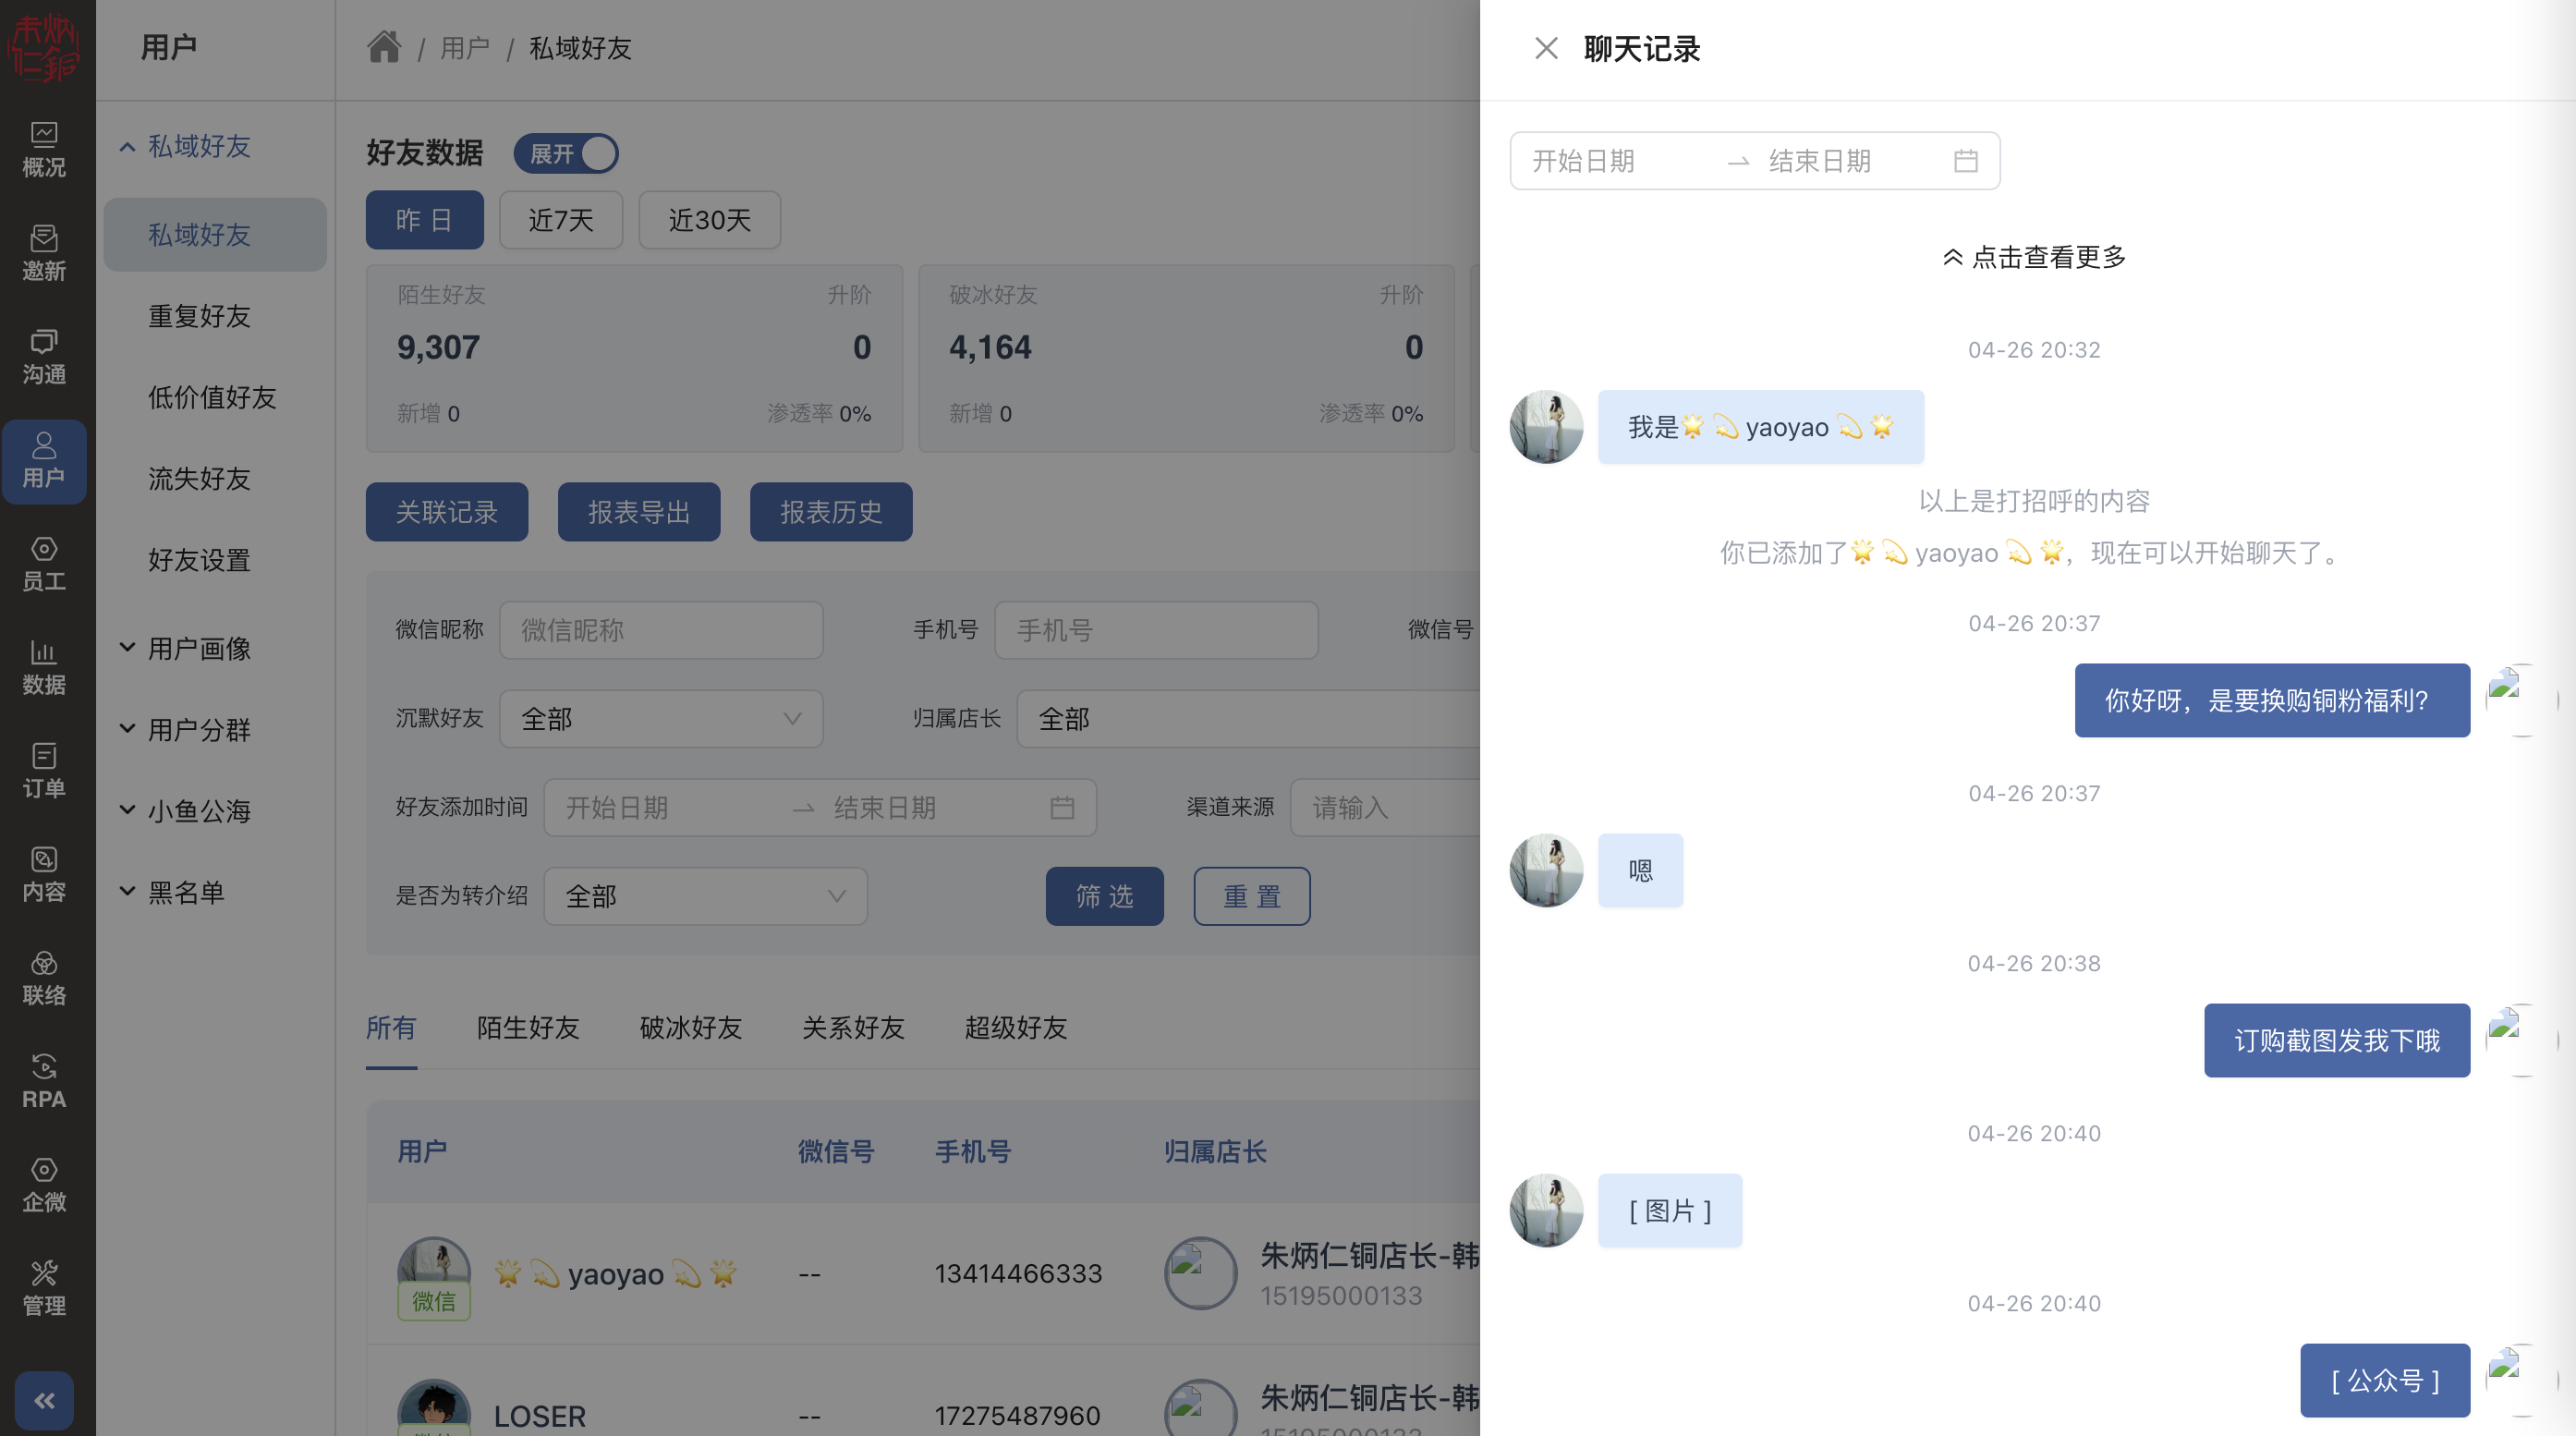 朱炳仁銅
概况
邀新
沟通
用户
员工
数据
订单
内容
联络
RPA
企微
管理
用户
私域好友
私域好友
重复好友
低价值好友
流失好友
好友设置
用户画像
用户分群
小鱼公海
黑名单
/ 用户 / 私域好友
好友数据 展开
昨日 近7天 近30天
陌生好友 升阶
9,307 0
新增 0 渗透率 0%
破冰好友 升阶
4,164 0
新增 0 渗透率 0%
关联记录 报表导出 报表历史
微信昵称 微信昵称 手机号 手机号 微信号
沉默好友 全部 归属店长 全部
好友添加时间 开始日期 结束日期 渠道来源 请输入
是否为转介绍 全部 筛选 重置
所有 陌生好友 破冰好友 关系好友 超级好友
用户 微信号 手机号 归属店长
🌟💫 yaoyao 💫🌟 -- 13414466333 朱炳仁铜店长-韩
微信 15195000133
LOSER -- 17275487960 朱炳仁铜店长-韩
聊天记录
开始日期 结束日期
点击查看更多
04-26 20:32
我是🌟💫 yaoyao 💫🌟
以上是打招呼的内容
你已添加了🌟💫 yaoyao 💫🌟，现在可以开始聊天了。
04-26 20:37
你好呀，是要换购铜粉福利？
04-26 20:37
嗯
04-26 20:38
订购截图发我下哦
04-26 20:40
[ 图片 ]
04-26 20:40
[ 公众号 ]